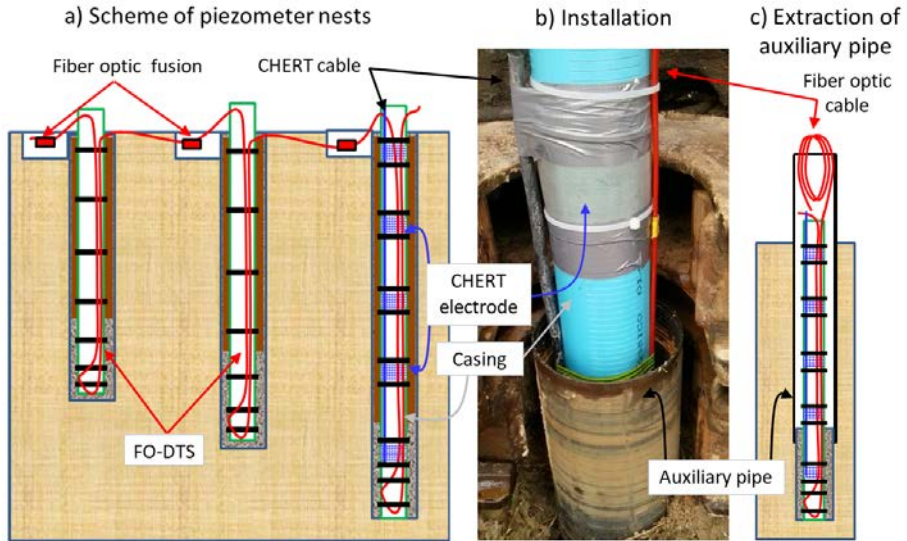 a) Scheme of piezometer nests
b) Installation
c) Extraction of
auxiliary pipe
Fiber optic fusion
CHERT cable
Fiber optic
cable
CHERT
electrode
Casing
FO-DTS
Auxiliary pipe